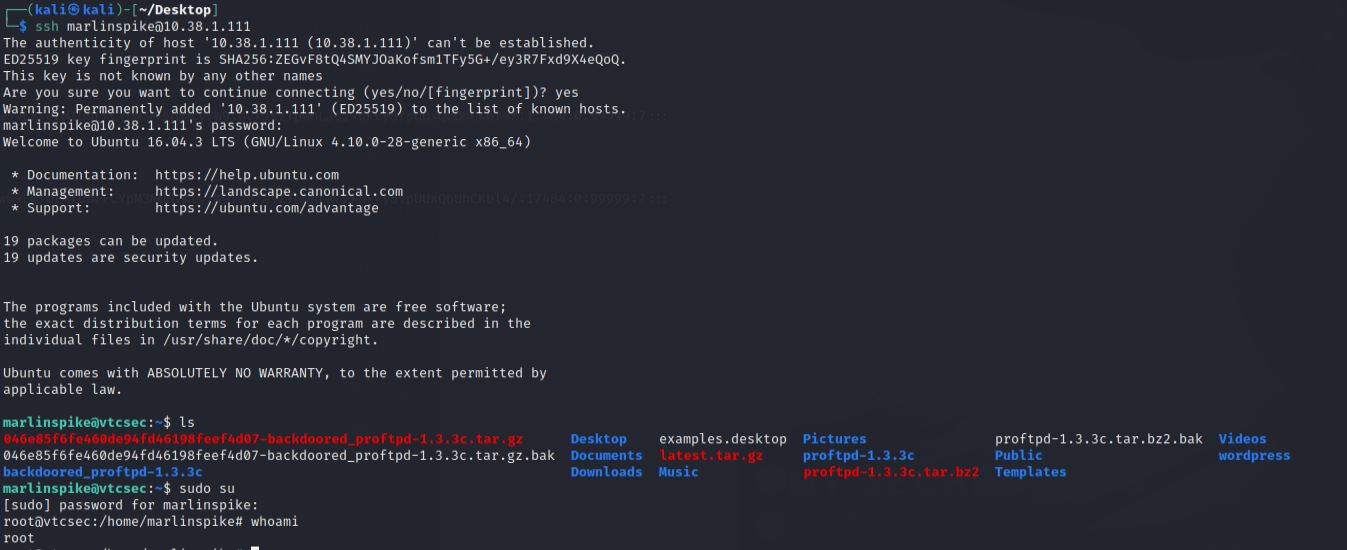 ┌──(kali㉿kali)-[~/Desktop]
└─$ ssh marlinspike@10.38.1.111
The authenticity of host '10.38.1.111 (10.38.1.111)' can't be established.
ED25519 key fingerprint is SHA256:ZEGvF8tQ4SMYJOaKofsm1TFy5G+/ey3R7Fxd9X4eQoQ.
This key is not known by any other names
Are you sure you want to continue connecting (yes/no/[fingerprint])? yes
Warning: Permanently added '10.38.1.111' (ED25519) to the list of known hosts.
marlinspike@10.38.1.111's password:
Welcome to Ubuntu 16.04.3 LTS (GNU/Linux 4.10.0-28-generic x86_64)
* Documentation:  https://help.ubuntu.com
* Management:     https://landscape.canonical.com
* Support:        https://ubuntu.com/advantage
19 packages can be updated.
19 updates are security updates.
The programs included with the Ubuntu system are free software;
the exact distribution terms for each program are described in the
individual files in /usr/share/doc/*/copyright.
Ubuntu comes with ABSOLUTELY NO WARRANTY, to the extent permitted by
applicable law.
marlinspike@vtcsec:~$ ls
046e85f6fe460de94fd46198feef4d07-backdoored_proftpd-1.3.3c.tar.gz      Desktop    examples.desktop  Pictures                proftpd-1.3.3c.tar.bz2.bak  Videos
046e85f6fe460de94fd46198feef4d07-backdoored_proftpd-1.3.3c.tar.gz.bak  Documents  latest.tar.gz     proftpd-1.3.3c          Public                      wordpress
backdoored_proftpd-1.3.3c                                              Downloads  Music             proftpd-1.3.3c.tar.bz2  Templates
marlinspike@vtcsec:~$ sudo su
[sudo] password for marlinspike:
root@vtcsec:/home/marlinspike# whoami
root